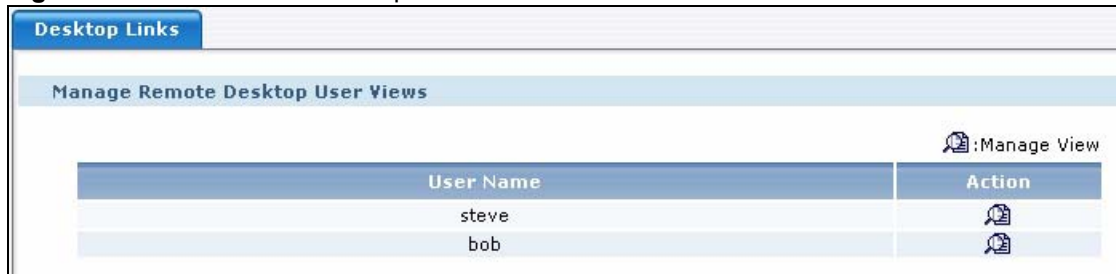 Desktop Links
Manage Remote Desktop User Views
:Manage View
User Name Action
steve
bob